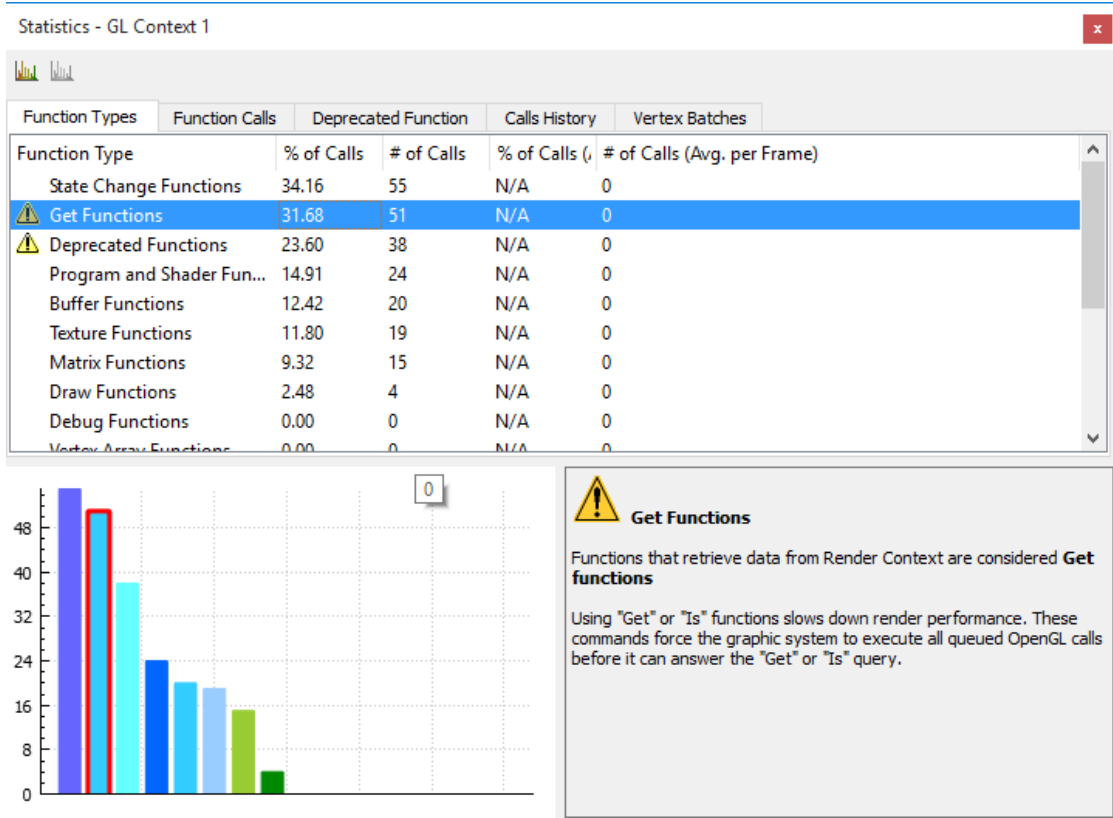 Statistics - GL Context 1
x
Function Types Function Calls Deprecated Function Calls History Vertex Batches
Function Type % of Calls # of Calls % of Calls (A # of Calls (Avg. per Frame)
State Change Functions 34.16 55 N/A 0
Get Functions 31.68 51 N/A 0
Deprecated Functions 23.60 38 N/A 0
Program and Shader Fun... 14.91 24 N/A 0
Buffer Functions 12.42 20 N/A 0
Texture Functions 11.80 19 N/A 0
Matrix Functions 9.32 15 N/A 0
Draw Functions 2.48 4 N/A 0
Debug Functions 0.00 0 N/A 0
Vertex Array Functions 0.00 0 N/A 0
0
48
40
32
24
16
8
0
Get Functions
Functions that retrieve data from Render Context are considered Get
functions
Using "Get" or "Is" functions slows down render performance. These
commands force the graphic system to execute all queued OpenGL calls
before it can answer the "Get" or "Is" query.